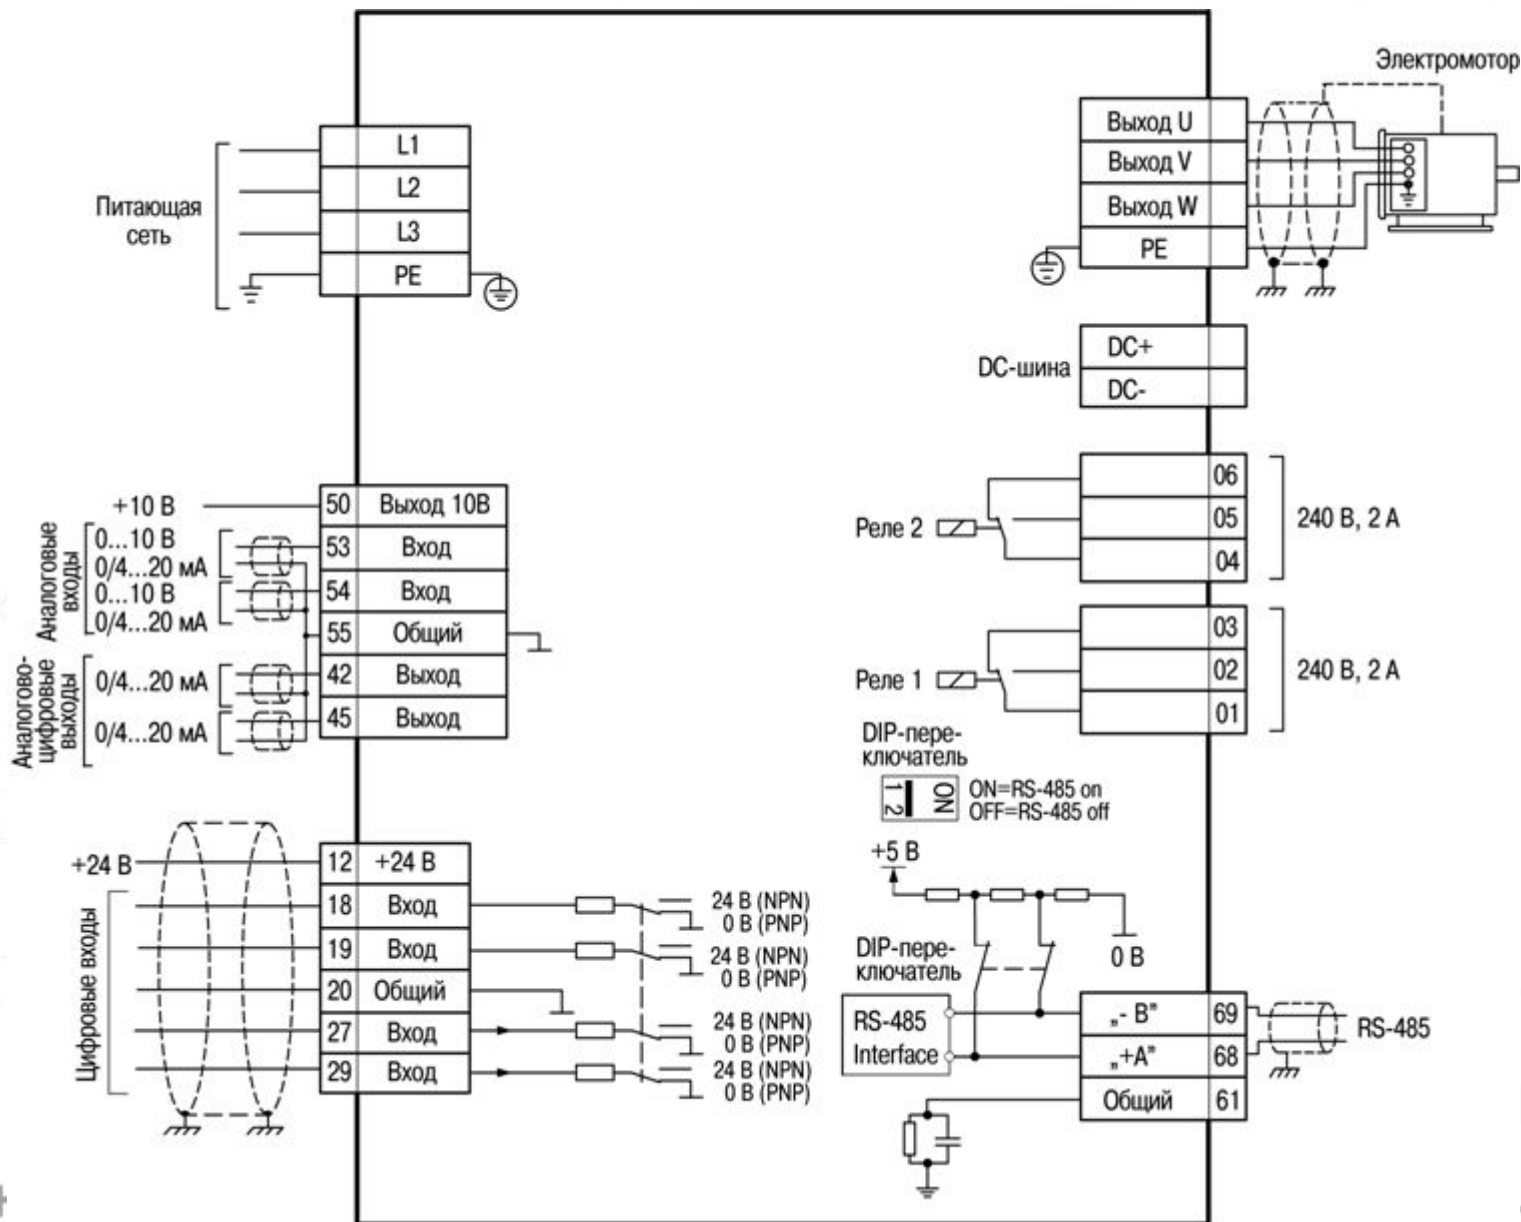 Электромотор
Питающая
сеть
L1
L2
L3
PE
Выход U
Выход V
Выход W
PE
DC-шина
DC+
DC-
+10 В
Аналоговые
входы
0...10 В
0/4...20 мА
0...10 В
0/4...20 мА
Аналогово-
цифровые
выходы
0/4...20 мА
0/4...20 мА
50 Выход 10В
53 Вход
54 Вход
55 Общий
42 Выход
45 Выход
Реле 2
06
05
04
240 В, 2 А
Реле 1
03
02
01
240 В, 2 А
DIP-пере-
ключатель
1 2 ON
ON=RS-485 on
OFF=RS-485 off
+24 В
Цифровые входы
12 +24 В
18 Вход
19 Вход
20 Общий
27 Вход
29 Вход
24 В (NPN)
0 В (PNP)
24 В (NPN)
0 В (PNP)
24 В (NPN)
0 В (PNP)
24 В (NPN)
0 В (PNP)
+5 В
0 В
DIP-пере-
ключатель
RS-485
Interface
„- B” 69
„+A” 68
Общий 61
RS-485